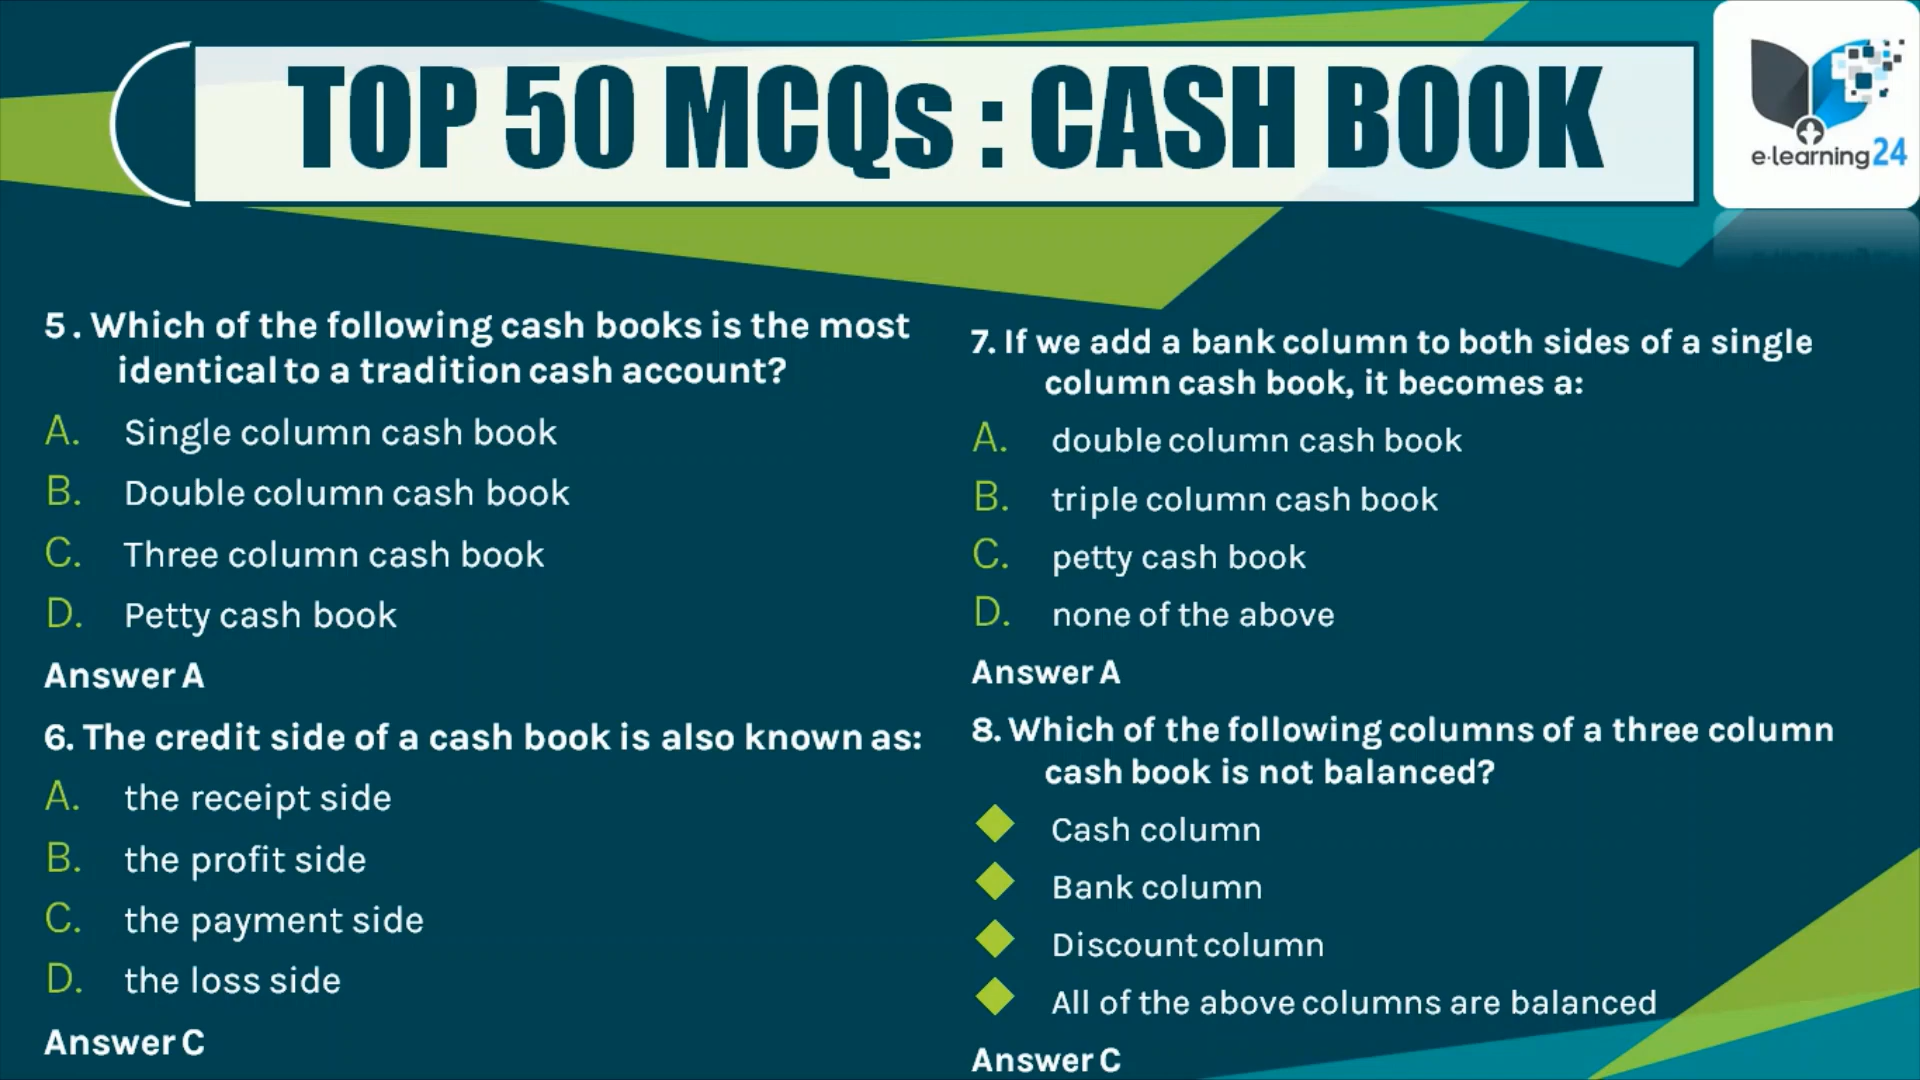 TOP 50 MCQs : CASH BOOK
e-learning24
5. Which of the following cash books is the most
identical to a tradition cash account?
A. Single column cash book
B. Double column cash book
C. Three column cash book
D. Petty cash book
Answer A
6. The credit side of a cash book is also known as:
A. the receipt side
B. the profit side
C. the payment side
D. the loss side
Answer C
7. If we add a bank column to both sides of a single
column cash book, it becomes a:
A. double column cash book
B. triple column cash book
C. petty cash book
D. none of the above
Answer A
8. Which of the following columns of a three column
cash book is not balanced?
Cash column
Bank column
Discount column
All of the above columns are balanced
Answer C